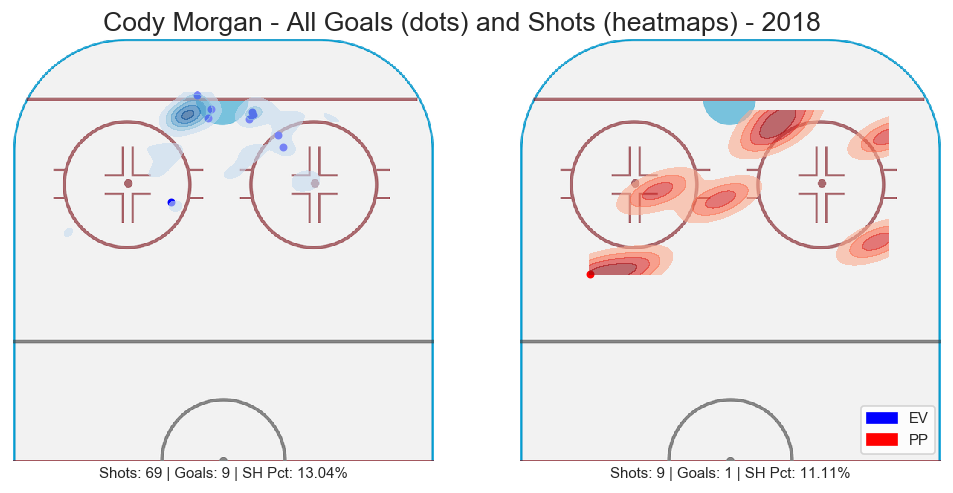 Cody Morgan - All Goals (dots) and Shots (heatmaps) - 2018
EV
PP
Shots: 69 | Goals: 9 | SH Pct: 13.04%
Shots: 9 | Goals: 1 | SH Pct: 11.11%